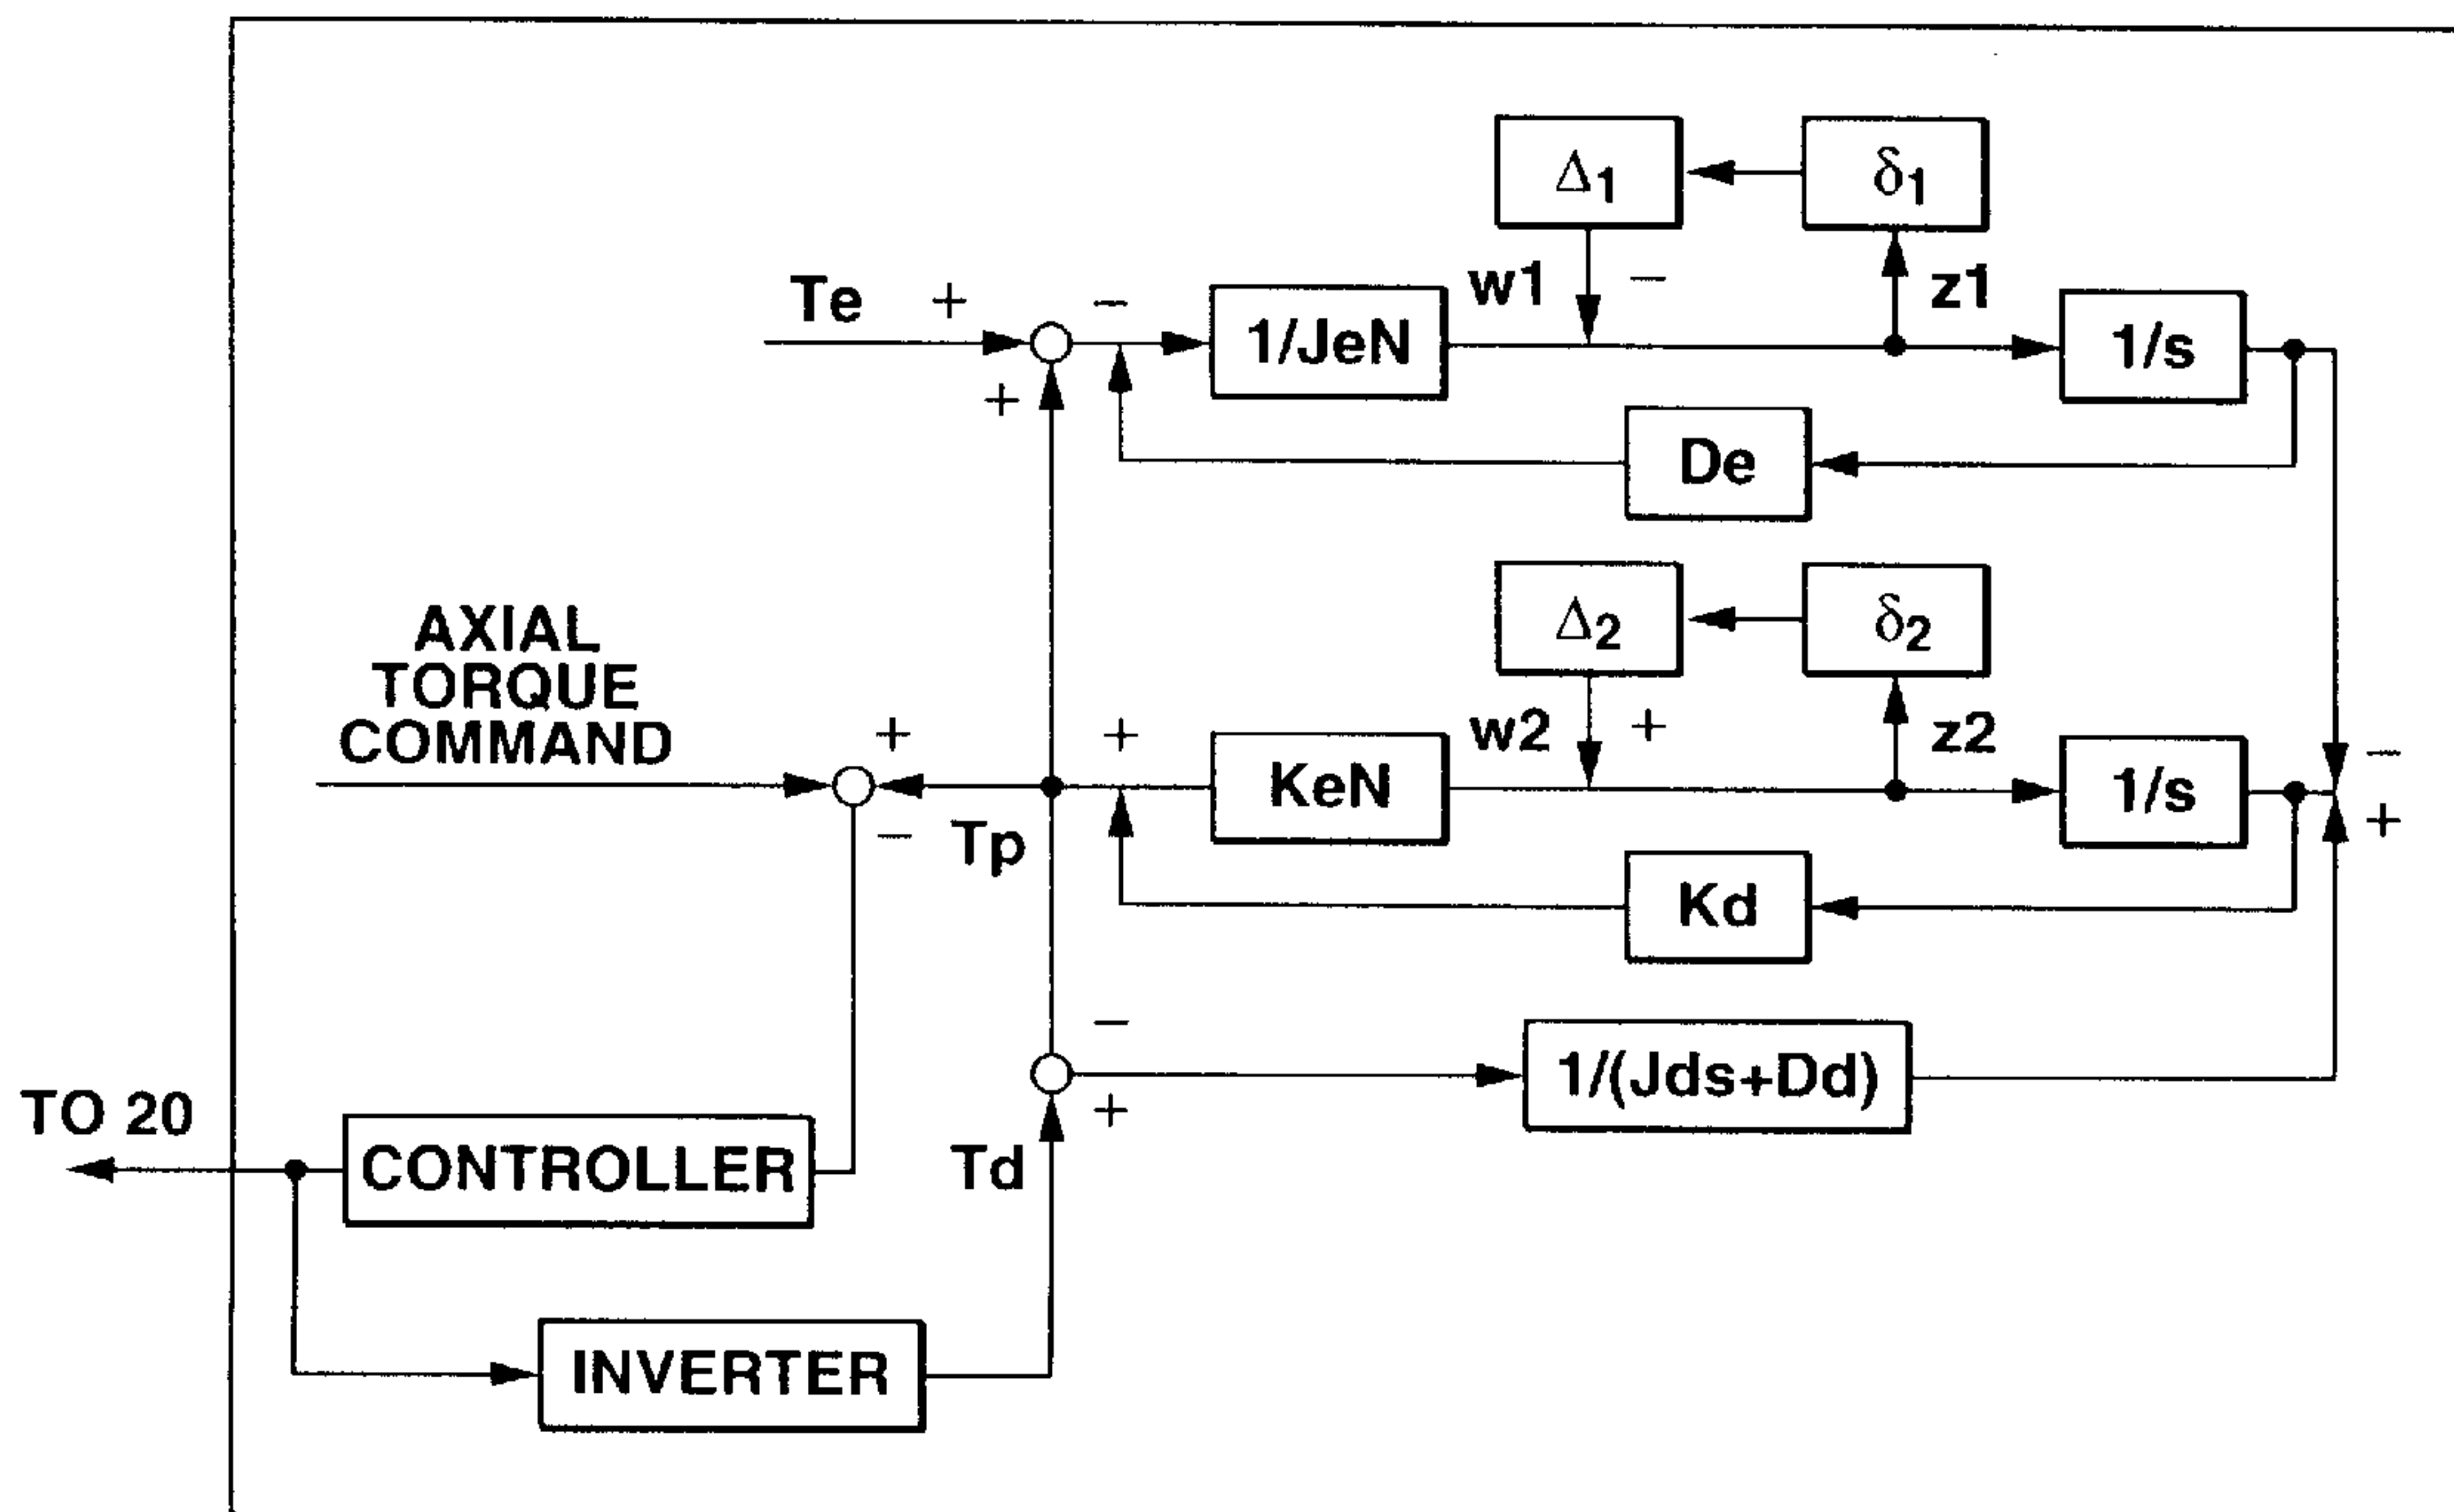 Δ1
δ1
Te
+
−
w1
−
z1
1/JeN
1/s
+
De
Δ2
δ2
AXIAL
TORQUE
COMMAND
+
+
w2
+
z2
−
KeN
1/s
−
Tp
+
Kd
−
1/(Jds+Dd)
TO 20
+
CONTROLLER
Td
INVERTER